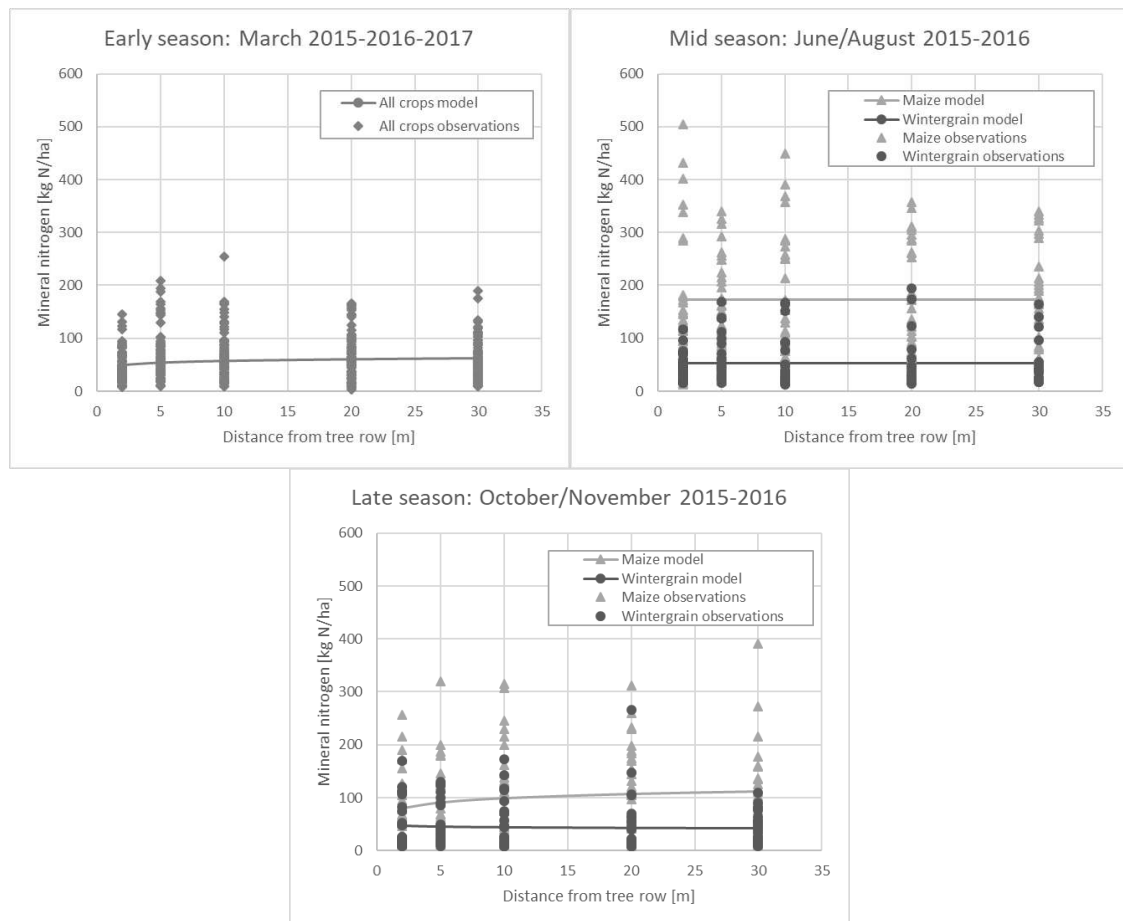 Early season: March 2015-2016-2017
Mineral nitrogen [kg N/ha]
600
500
400
300
200
100
0
All crops model
All crops observations
0 5 10 15 20 25 30 35
Distance from tree row [m]
Mid season: June/August 2015-2016
Mineral nitrogen [kg N/ha]
600
500
400
300
200
100
0
Maize model
Wintergrain model
Maize observations
Wintergrain observations
0 5 10 15 20 25 30 35
Distance from tree row [m]
Late season: October/November 2015-2016
Mineral nitrogen [kg N/ha]
600
500
400
300
200
100
0
Maize model
Wintergrain model
Maize observations
Wintergrain observations
0 5 10 15 20 25 30 35
Distance from tree row [m]